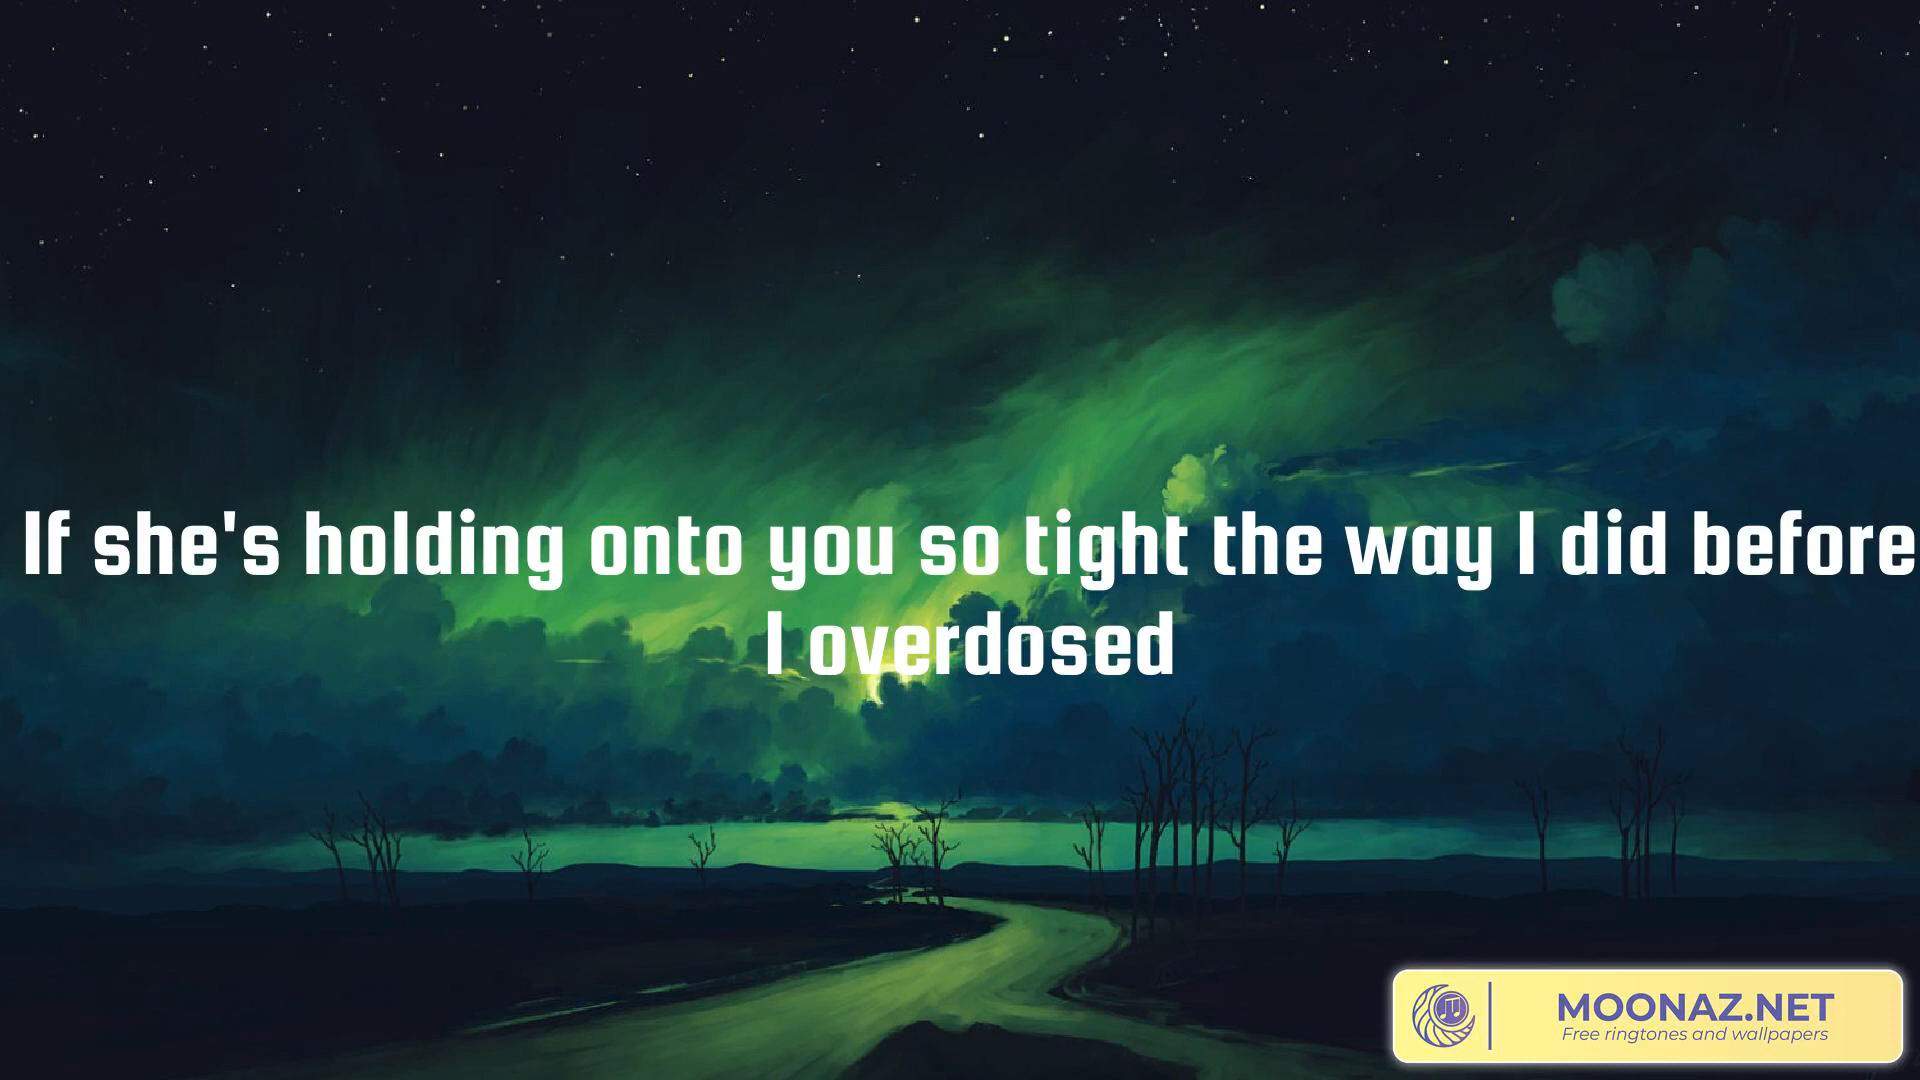 If she's holding onto you so tight the way I did before
I overdosed
MOONAZ.NET
Free ringtones and wallpapers